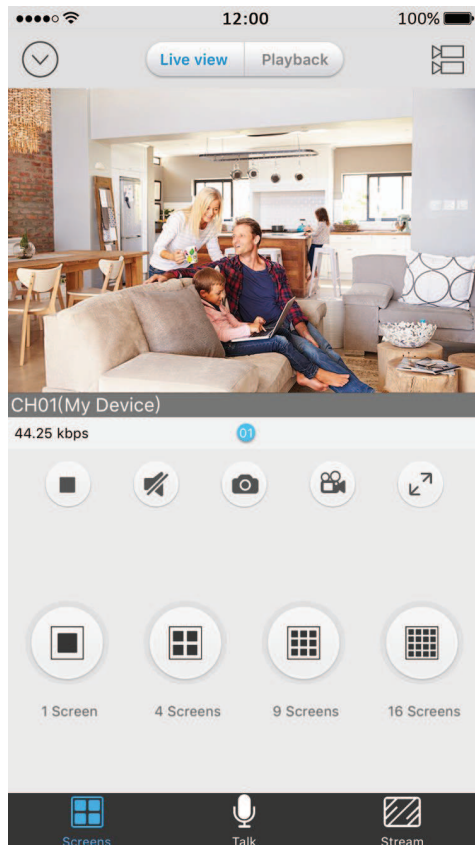 12:00
100%
Live view
Playback
CH01(My Device)
44.25 kbps
01
1 Screen
4 Screens
9 Screens
16 Screens
Screens
Talk
Stream